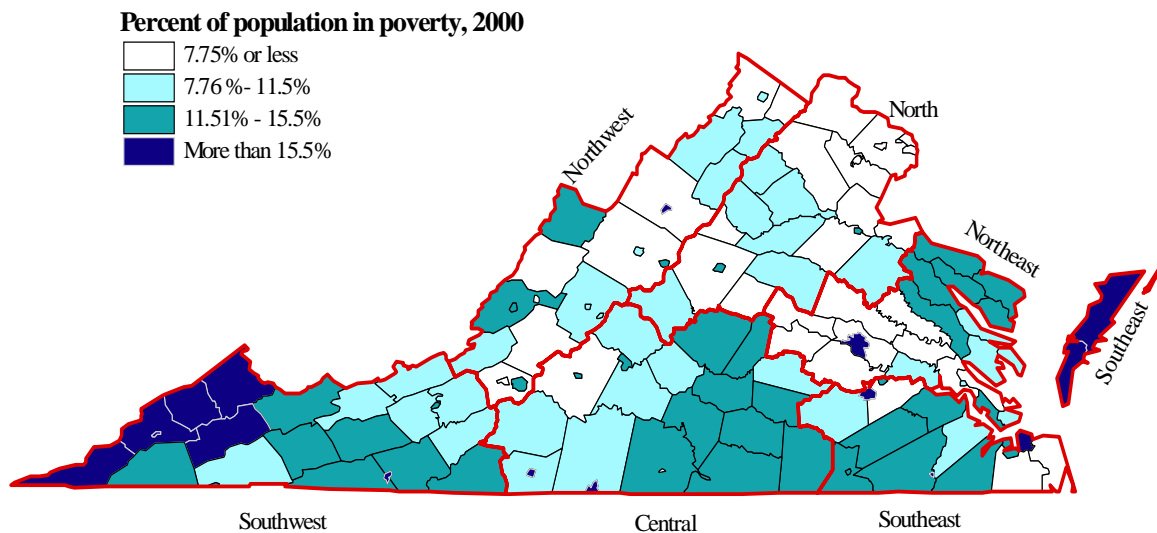 Percent of population in poverty, 2000
7.75% or less
7.76 % - 11.5%
11.51% - 15.5%
More than 15.5%
North
Northwest
Northeast
Southeast
Southwest
Central
Southeast